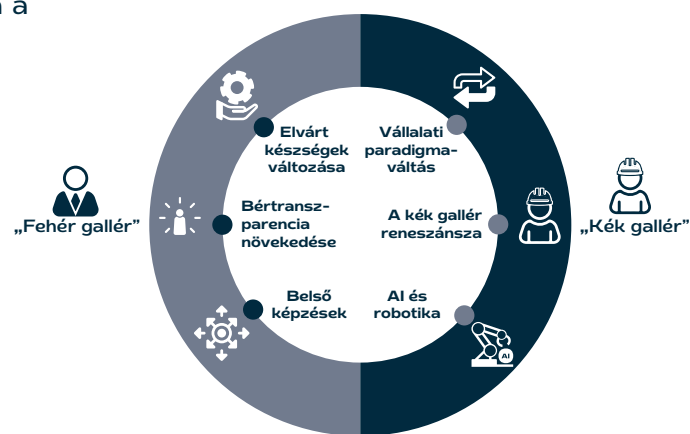 a
„Fehér gallér”
Elvárt
készségek
változása
Bértransz-
parencia
növekedése
Belső
képzések
Vállalati
paradigma-
váltás
A kék gallér
reneszánsza
AI és
robotika
AI
„Kék gallér”